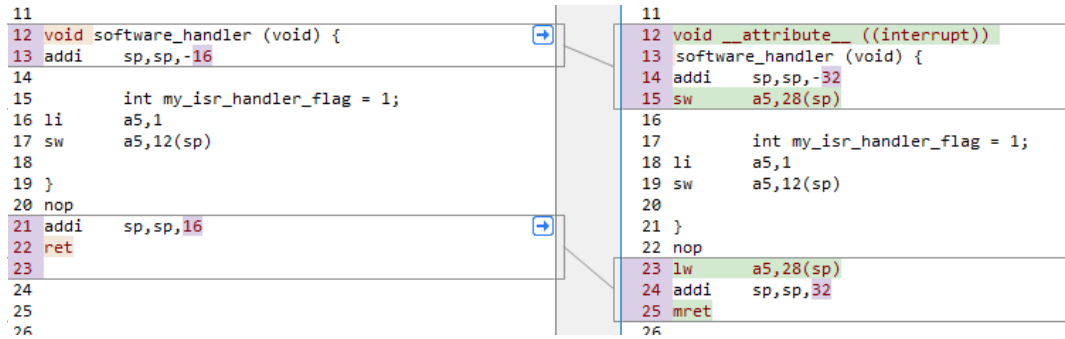 11
12 void software_handler (void) {
13 addi sp,sp,-16
14
15 int my_isr_handler_flag = 1;
16 li a5,1
17 sw a5,12(sp)
18
19 }
20 nop
21 addi sp,sp,16
22 ret
23
24
25
26
11
12 void __attribute__ ((interrupt))
13 software_handler (void) {
14 addi sp,sp,-32
15 sw a5,28(sp)
16
17 int my_isr_handler_flag = 1;
18 li a5,1
19 sw a5,12(sp)
20
21 }
22 nop
23 lw a5,28(sp)
24 addi sp,sp,32
25 mret
26